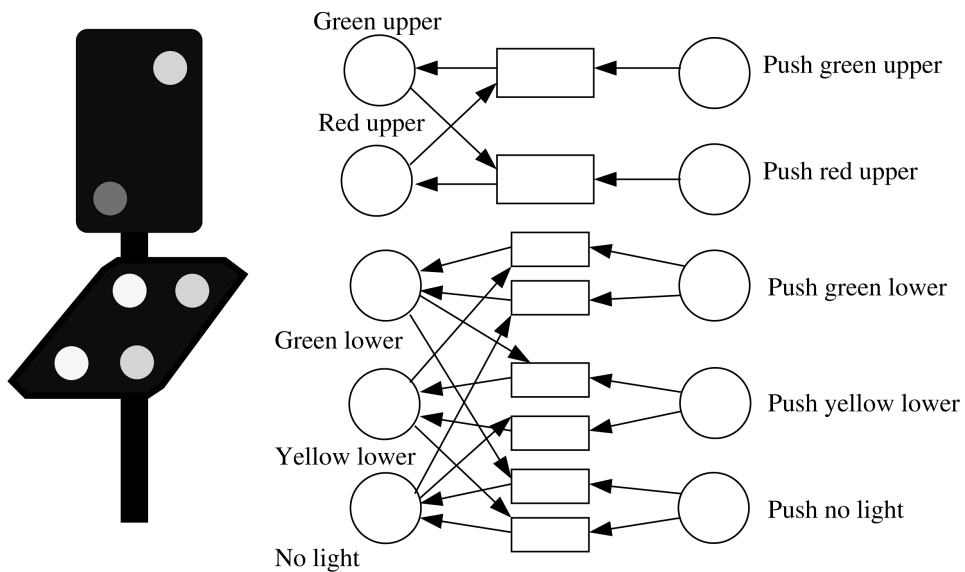 Green upper
Push green upper
Red upper
Push red upper
Push green lower
Green lower
Push yellow lower
Yellow lower
Push no light
No light